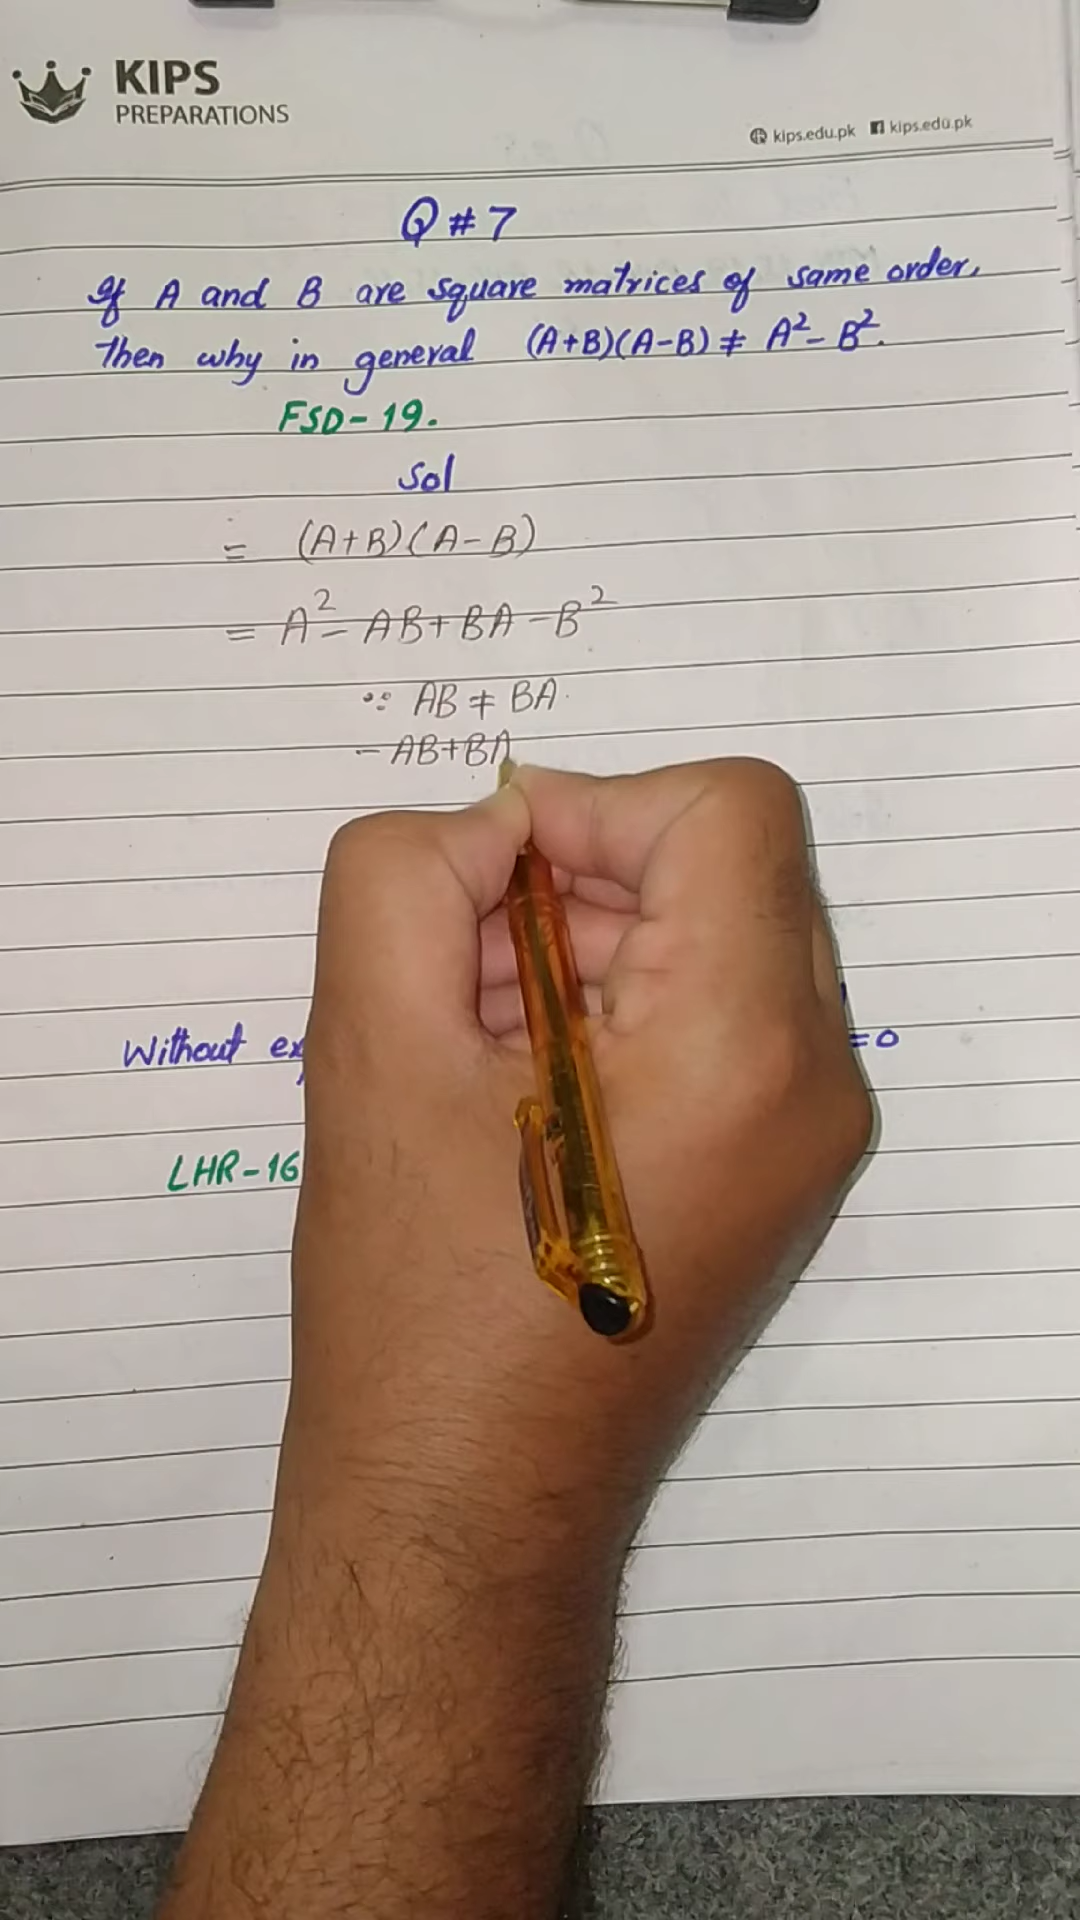 KIPS
PREPARATIONS
kips.edu.pk kips.edu.pk
Q # 7
If A and B are square matrices of same order,
Then why in general (A+B)(A-B) ≠ A² - B².
FSD-19.
Sol
= (A+B)(A-B)
= A² - AB + BA - B²
∵ AB ≠ BA.
- AB + BA
Without = 0
LHR-16